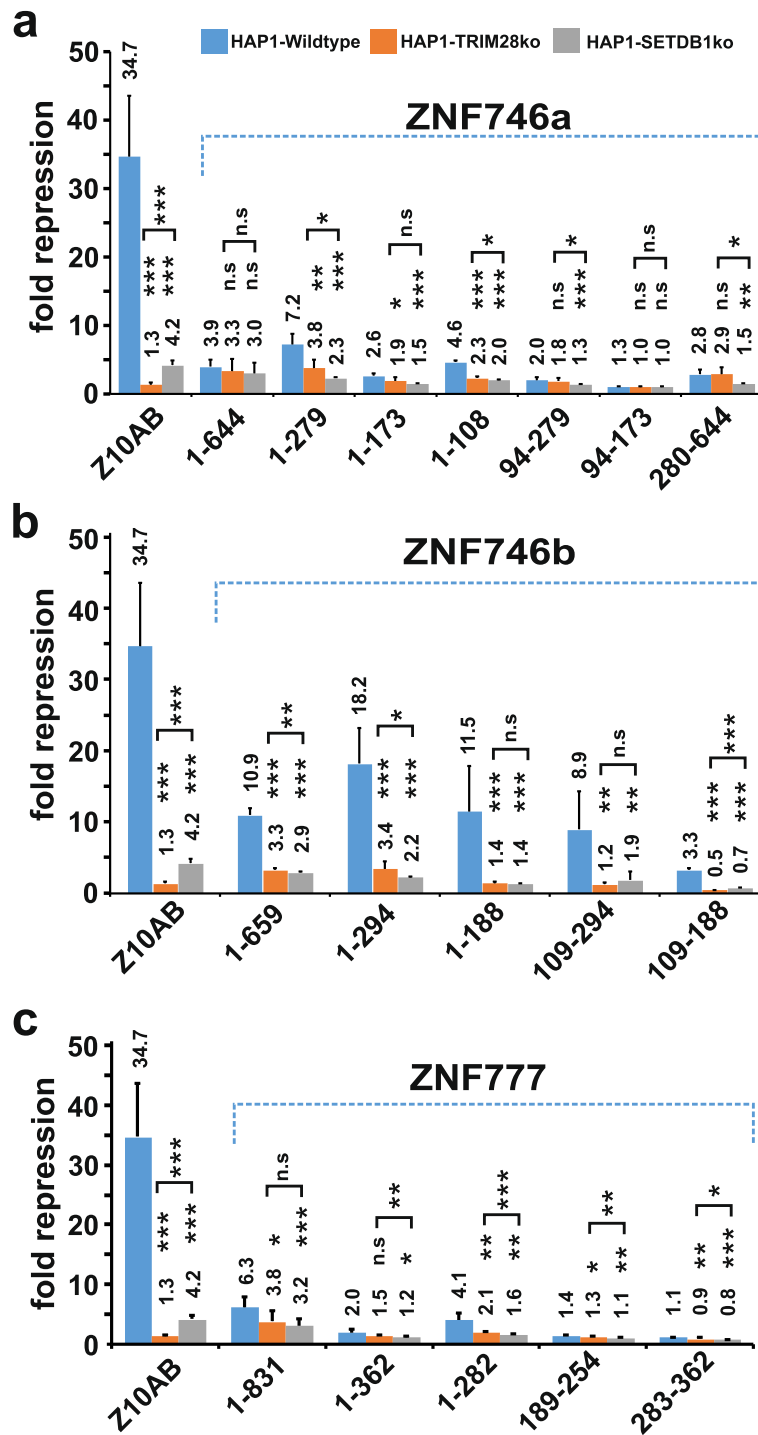 a
HAP1-Wildtype HAP1-TRIM28ko HAP1-SETDB1ko
fold repression
50
40
30
20
10
0
ZNF746a
34.7 1.3 4.2
*** *** ***
3.9 3.3 3.0
n.s n.s n.s
7.2 3.8 2.3
** *** *
2.6 1.9 1.5
* *** n.s
4.6 2.3 2.0
*** *** *
2.0 1.8 1.3
n.s *** *
1.3 1.0 1.0
n.s n.s n.s
2.8 2.9 1.5
n.s ** *
Z10AB 1-644 1-279 1-173 1-108 94-279 94-173 280-644
b
fold repression
50
40
30
20
10
0
ZNF746b
34.7 1.3 4.2
*** *** ***
10.9 3.3 2.9
*** *** **
18.2 3.4 2.2
*** *** *
11.5 1.4 1.4
*** *** n.s
8.9 1.2 1.9
** ** n.s
3.3 0.5 0.7
*** *** ***
Z10AB 1-659 1-294 1-188 109-294 109-188
c
fold repression
50
40
30
20
10
0
ZNF777
34.7 1.3 4.2
*** *** ***
6.3 3.8 3.2
* *** n.s
2.0 1.5 1.2
n.s * **
4.1 2.1 1.6
** ** ***
1.4 1.3 1.1
* ** **
1.1 0.9 0.8
** *** *
Z10AB 1-831 1-362 1-282 189-254 283-362